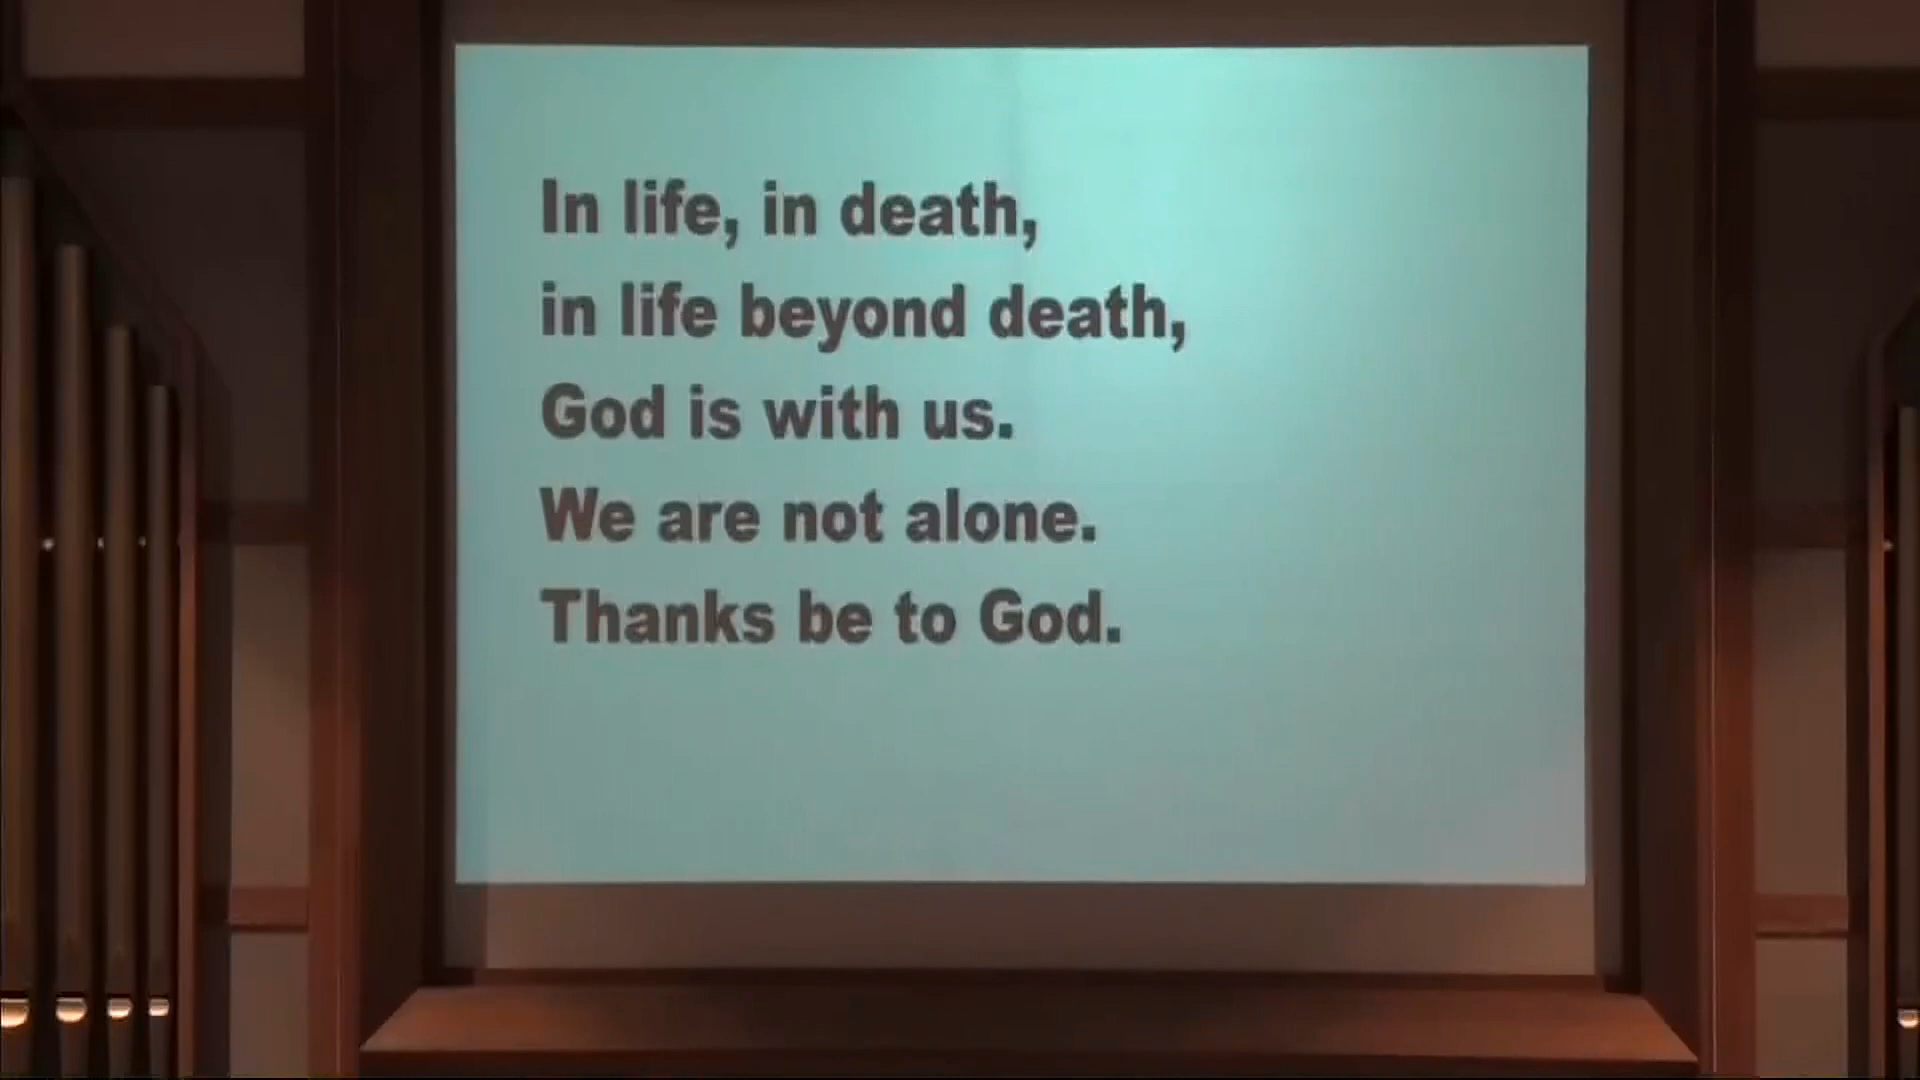 In life, in death,
in life beyond death,
God is with us.
We are not alone.
Thanks be to God.